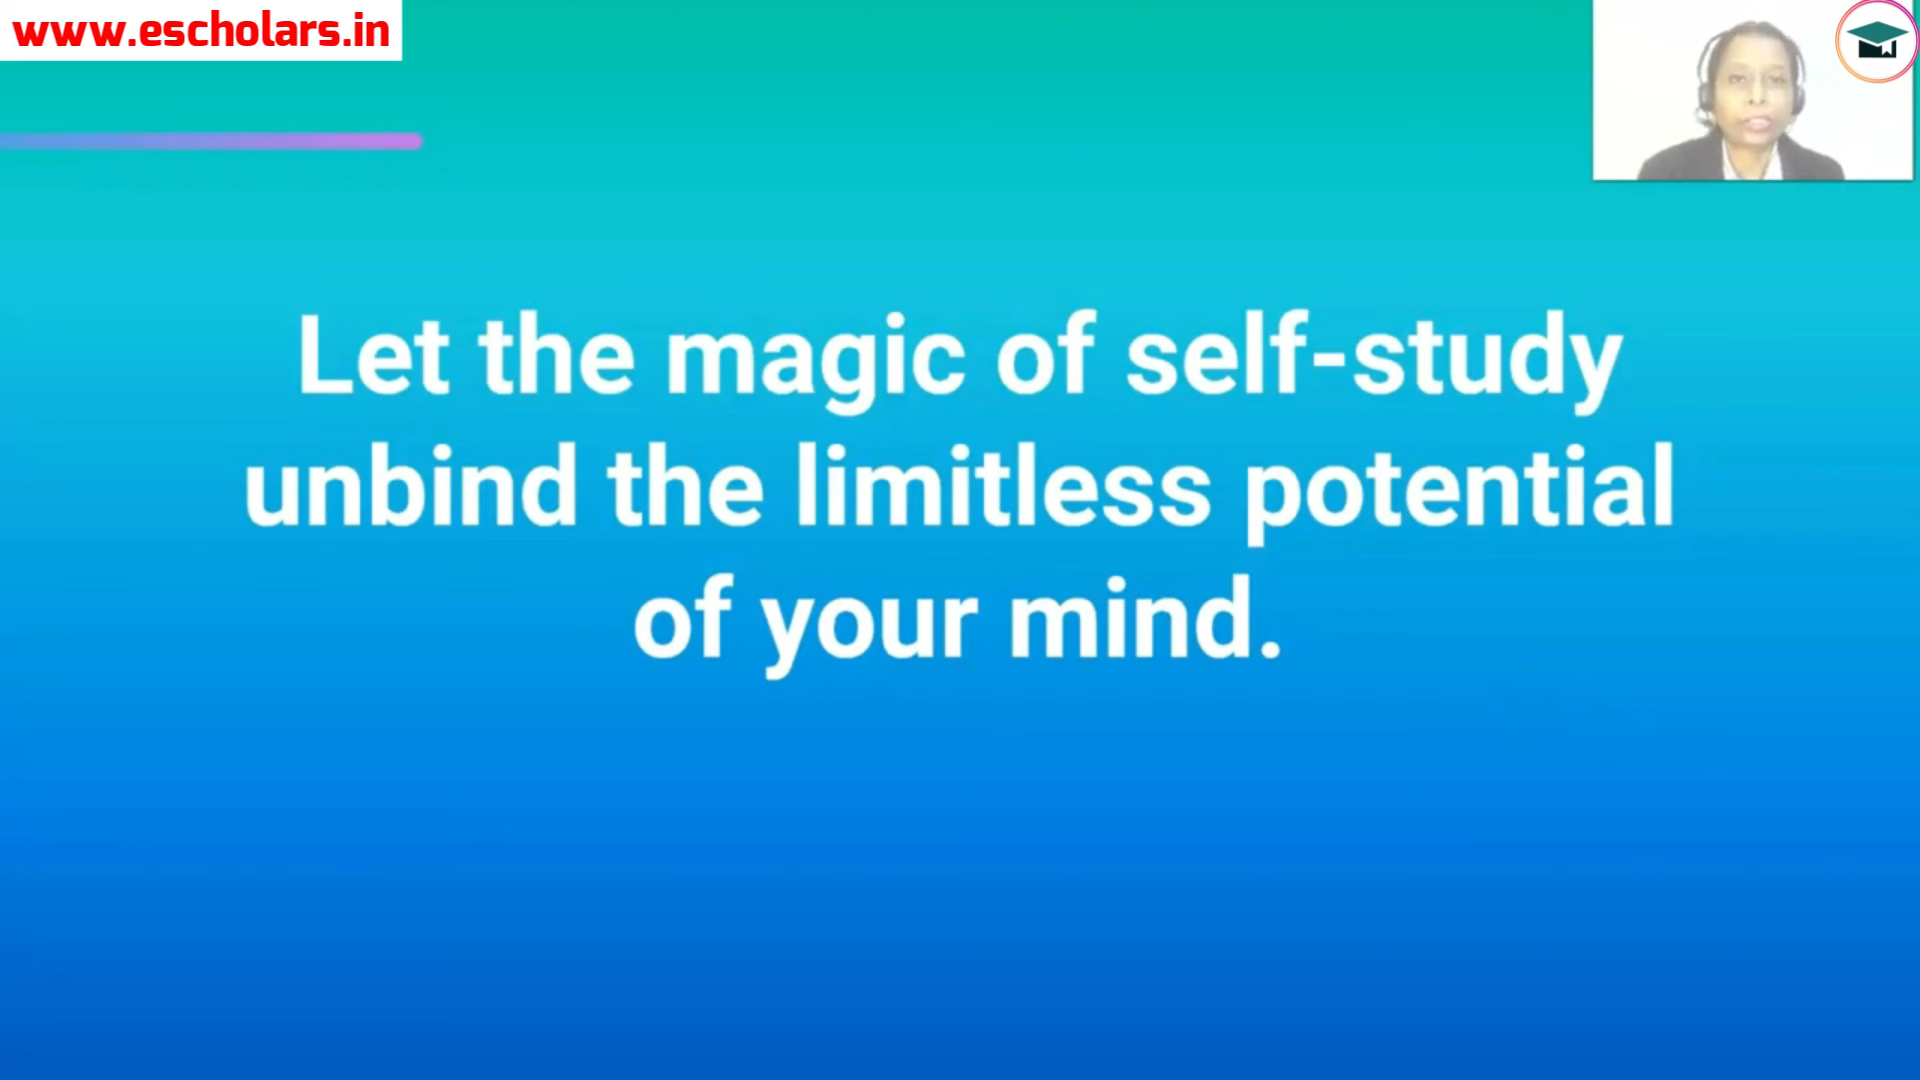 www.escholars.in
Let the magic of self-study
unbind the limitless potential
of your mind.